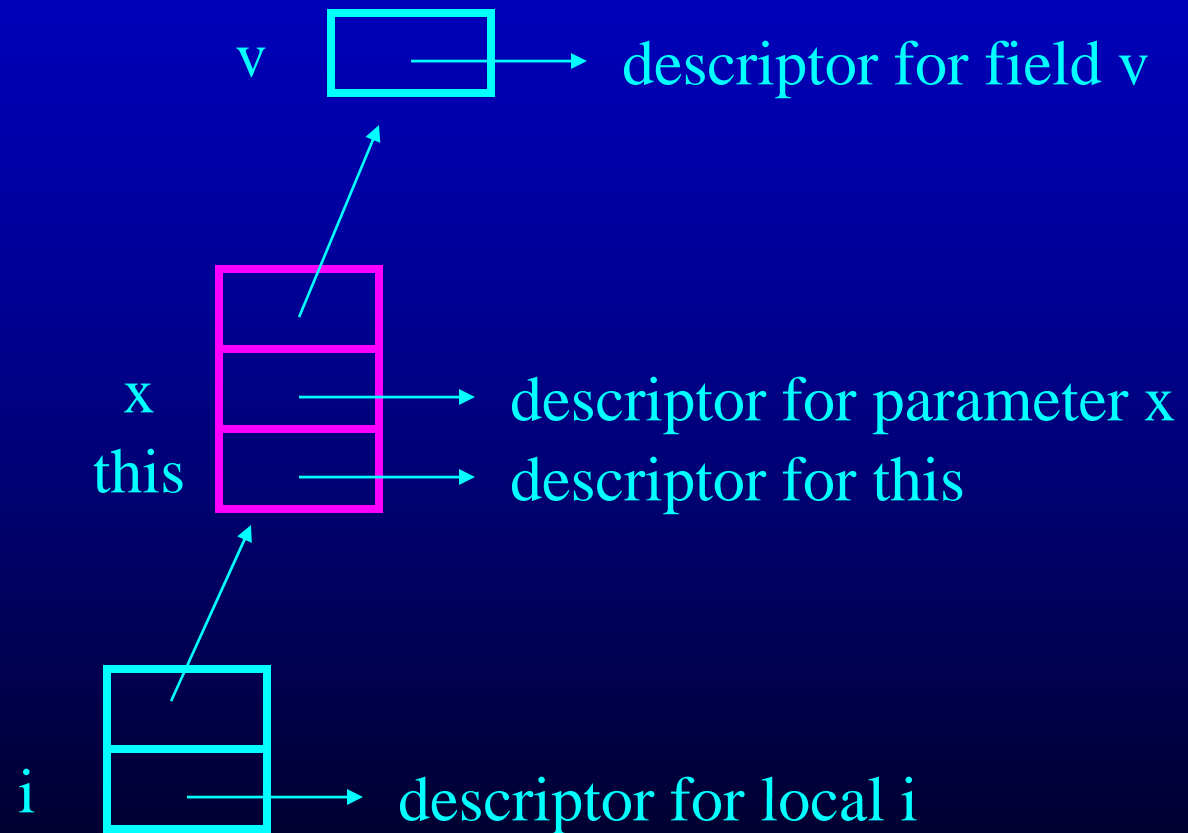 v descriptor for field v
x descriptor for parameter x
this descriptor for this
i descriptor for local i